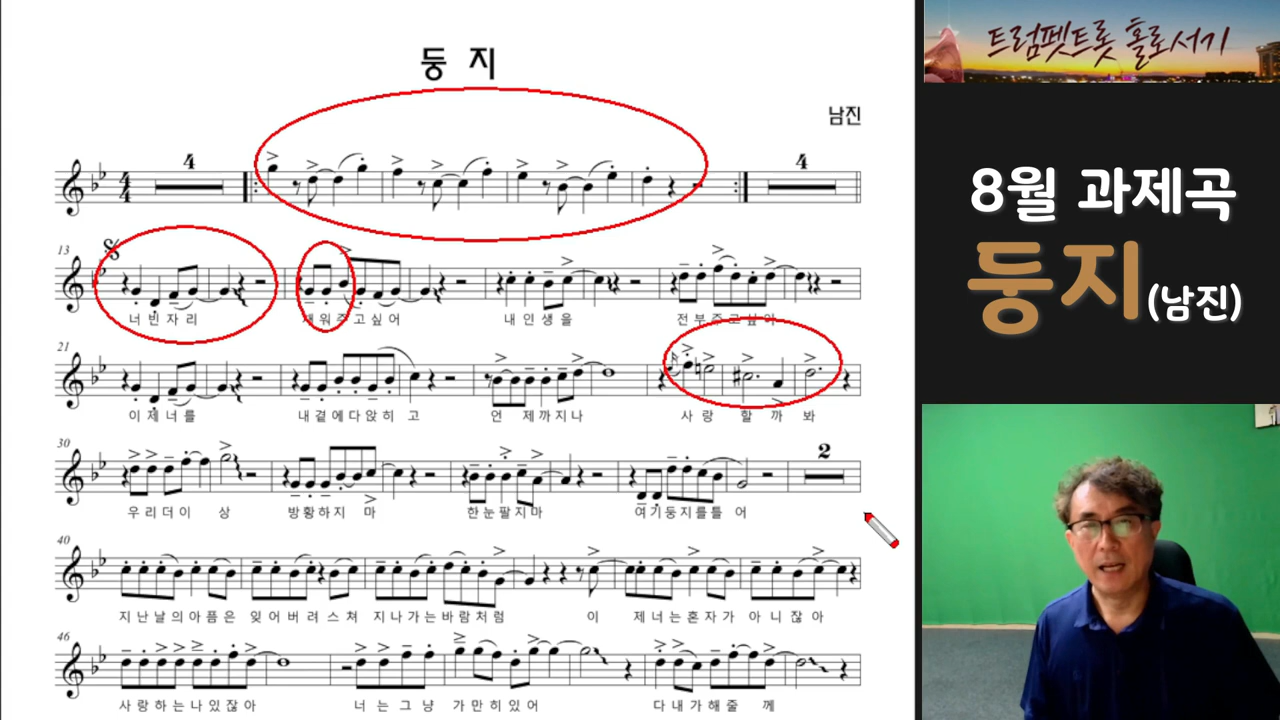 둥 지
남진
4
4
13
너 빈 자 리
채 워 주 고 싶 어
내 인 생 을
전 부 주 고 싶 어
21
이 제 너 를
내 곁 에 다 앉 히 고
언 제 까 지 나
사 랑 할 까 봐
30
2
우 리 더 이 상
방 황 하 지 마
한 눈 팔 지 마
여 기 둥 지 를 틀 어
40
지 난 날 의 아 픔 은 잊 어 버 려 스 쳐 지 나 가 는 바 람 처 럼 이 제 너 는 혼 자 가 아 니 잖 아
46
사 랑 하 는 나 있 잖 아
너 는 그 냥 가 만 히 있 어
다 내 가 해 줄 께
트럼펫트롯 홀로서기
8월 과제곡
둥지(남진)